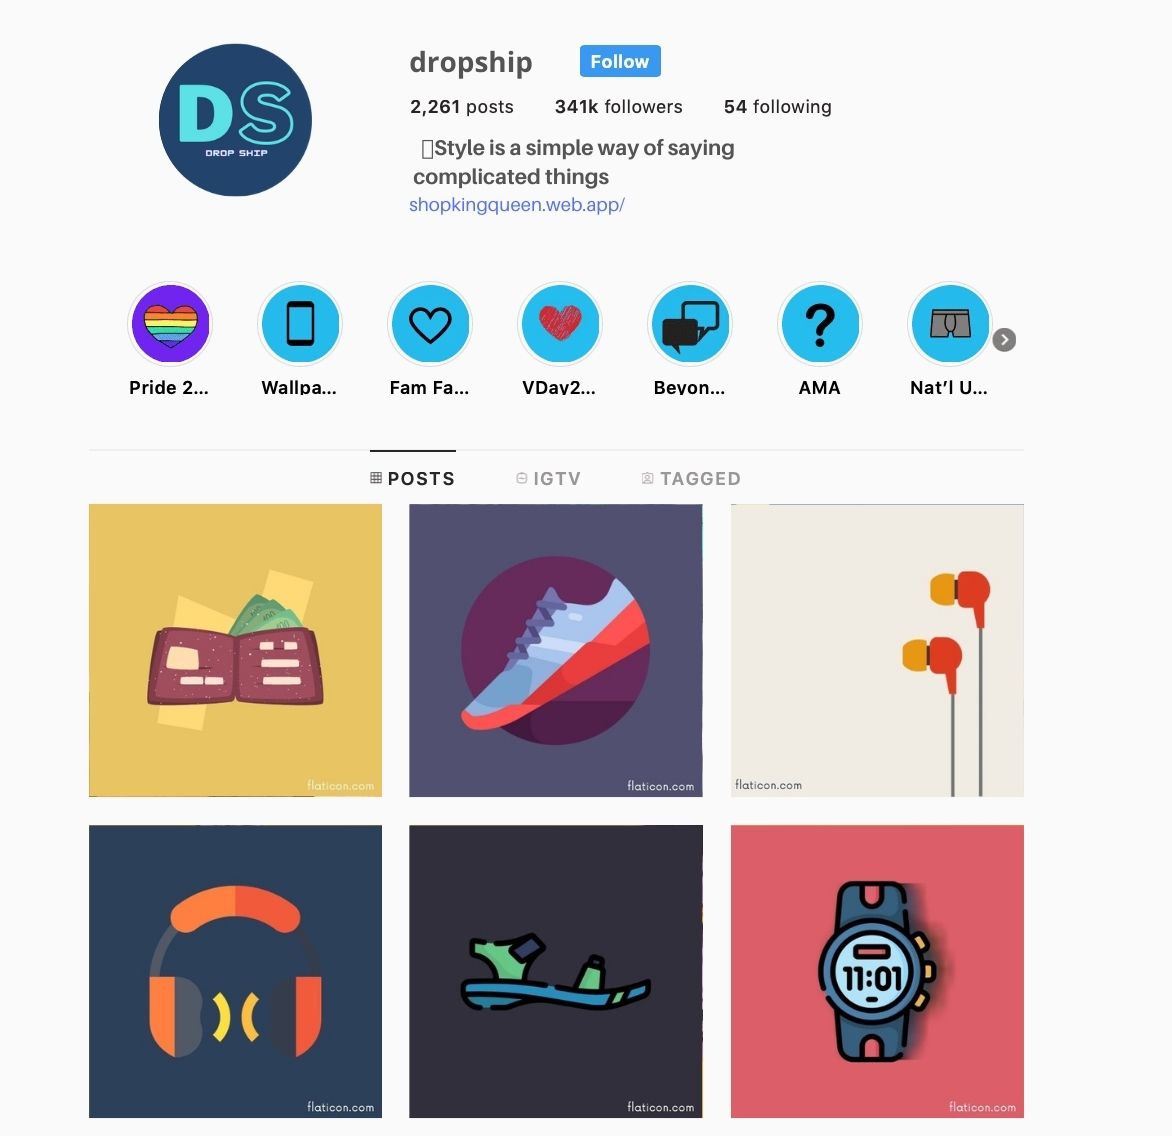 DS
DROP SHIP
dropship
Follow
2,261 posts 341k followers 54 following
Style is a simple way of saying
complicated things
shopkingqueen.web.app/
Pride 2... Wallpa... Fam Fa... VDay2... Beyon... AMA Nat’l U...
POSTS IGTV TAGGED
flaticon.com flaticon.com flaticon.com
11:01
flaticon.com flaticon.com flaticon.com